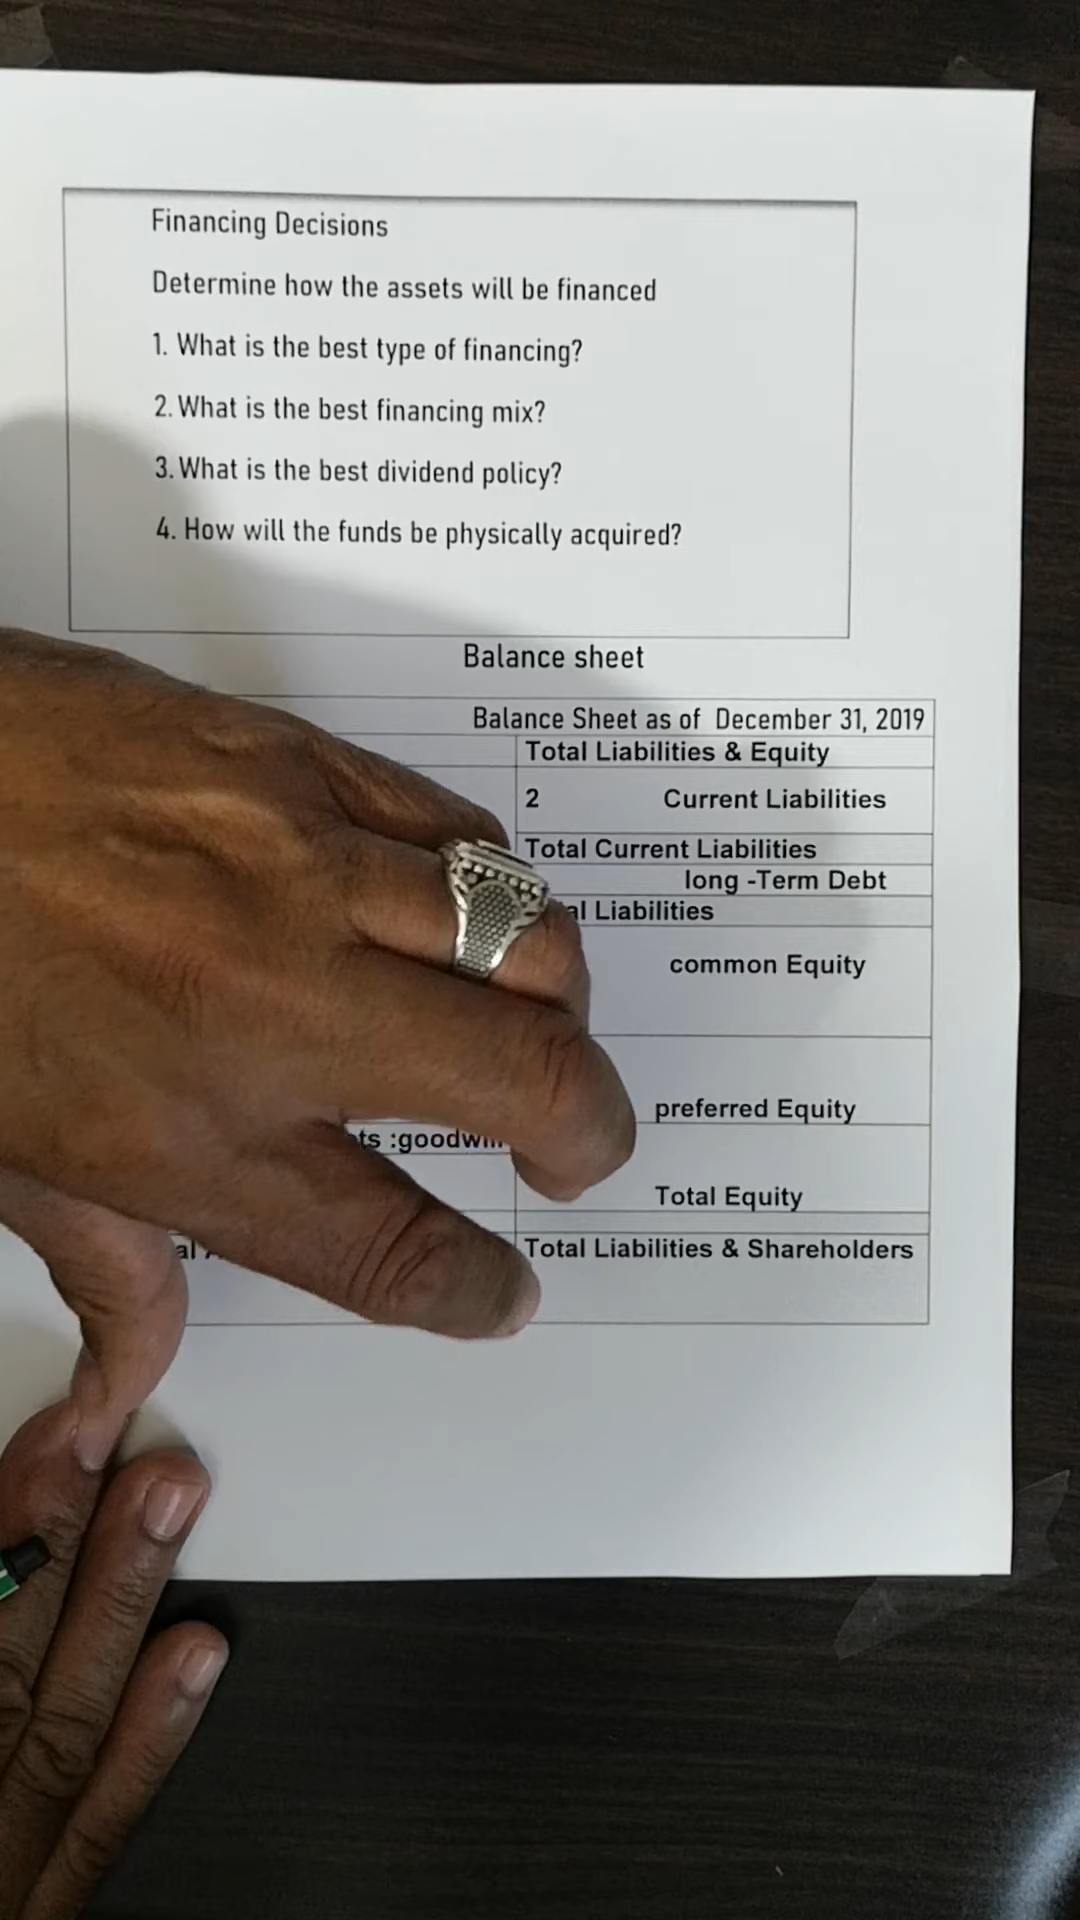 Financing Decisions
Determine how the assets will be financed
1. What is the best type of financing?
2. What is the best financing mix?
3. What is the best dividend policy?
4. How will the funds be physically acquired?
Balance sheet
Balance Sheet as of December 31, 2019
Total Liabilities & Equity
2 Current Liabilities
Total Current Liabilities
long -Term Debt
Liabilities
common Equity
preferred Equity
Total Equity
Total Liabilities & Shareholders